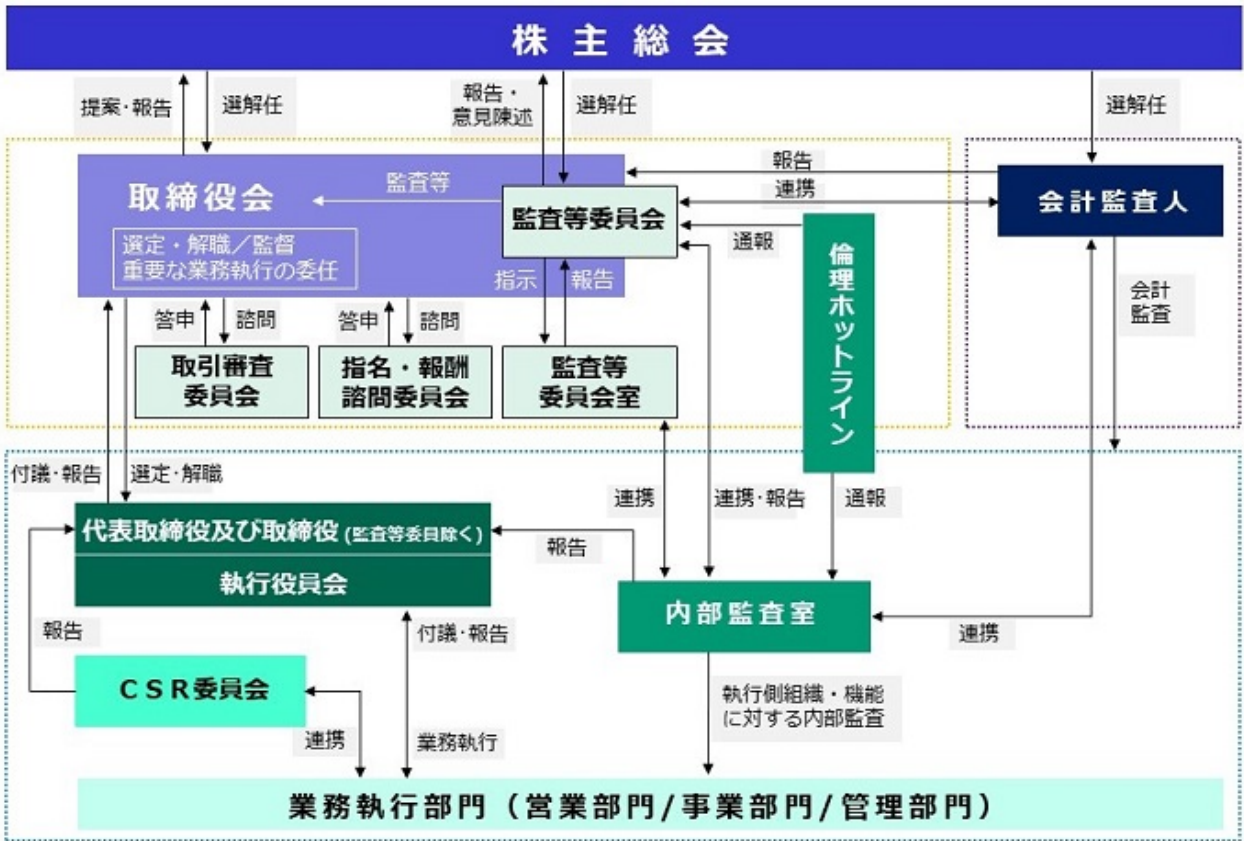 株主総会
提案・報告
選解任
報告・
意見陳述
選解任
選解任
取締役会
監査等
選定・解職／監督
重要な業務執行の委任
監査等委員会
報告
連携
会計監査人
通報
倫理ホットライン
指示
報告
会計
監査
答申
諮問
答申
諮問
取引審査
委員会
指名・報酬
諮問委員会
監査等
委員会室
付議・報告
選定・解職
連携
連携・報告
通報
代表取締役及び取締役(監査等委員除く)
執行役員会
報告
内部監査室
連携
報告
付議・報告
CSR委員会
執行側組織・機能
に対する内部監査
連携
業務執行
業務執行部門（営業部門/事業部門/管理部門）